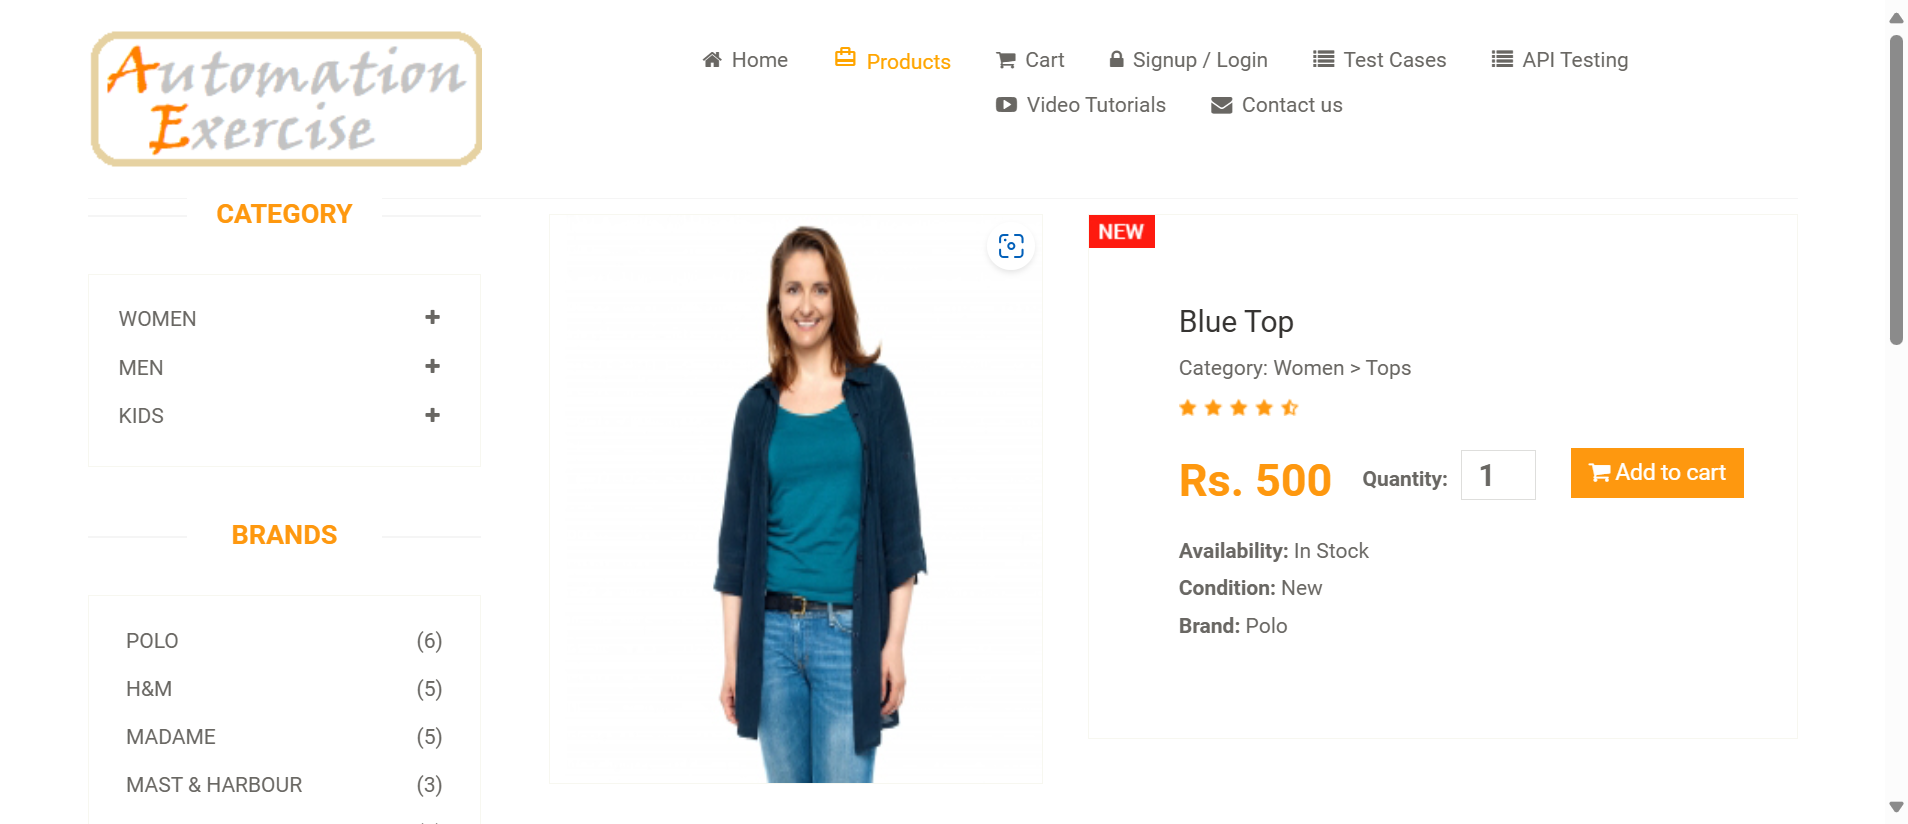 Automation
Exercise
Home
Products
Cart
Signup / Login
Test Cases
API Testing
Video Tutorials
Contact us
CATEGORY
WOMEN
MEN
KIDS
BRANDS
POLO (6)
H&M (5)
MADAME (5)
MAST & HARBOUR (3)
NEW
Blue Top
Category: Women > Tops
Rs. 500
Quantity: 1
Add to cart
Availability: In Stock
Condition: New
Brand: Polo